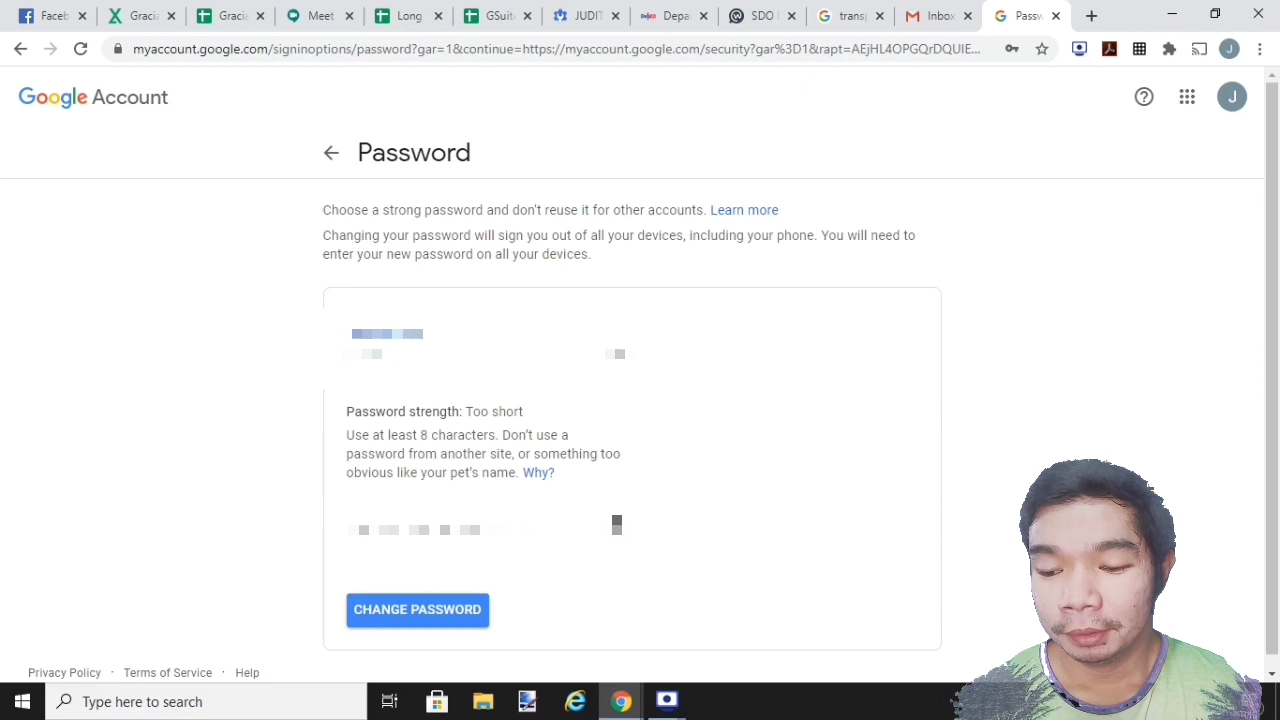 Faceb
Gracia
Gracia
Meet
Long
GSuit
JUDIT
Depa
SDO
transp
Inbox
Passw
myaccount.google.com/signinoptions/password?gar=1&continue=https://myaccount.google.com/security?gar%3D1&rapt=AEjHL4OPGQrDQUIE...
J
Google Account
J
Password
Choose a strong password and don't reuse it for other accounts. Learn more
Changing your password will sign you out of all your devices, including your phone. You will need to
enter your new password on all your devices.
Password strength: Too short
Use at least 8 characters. Don't use a
password from another site, or something too
obvious like your pet's name. Why?
CHANGE PASSWORD
Privacy Policy · Terms of Service · Help
Type here to search